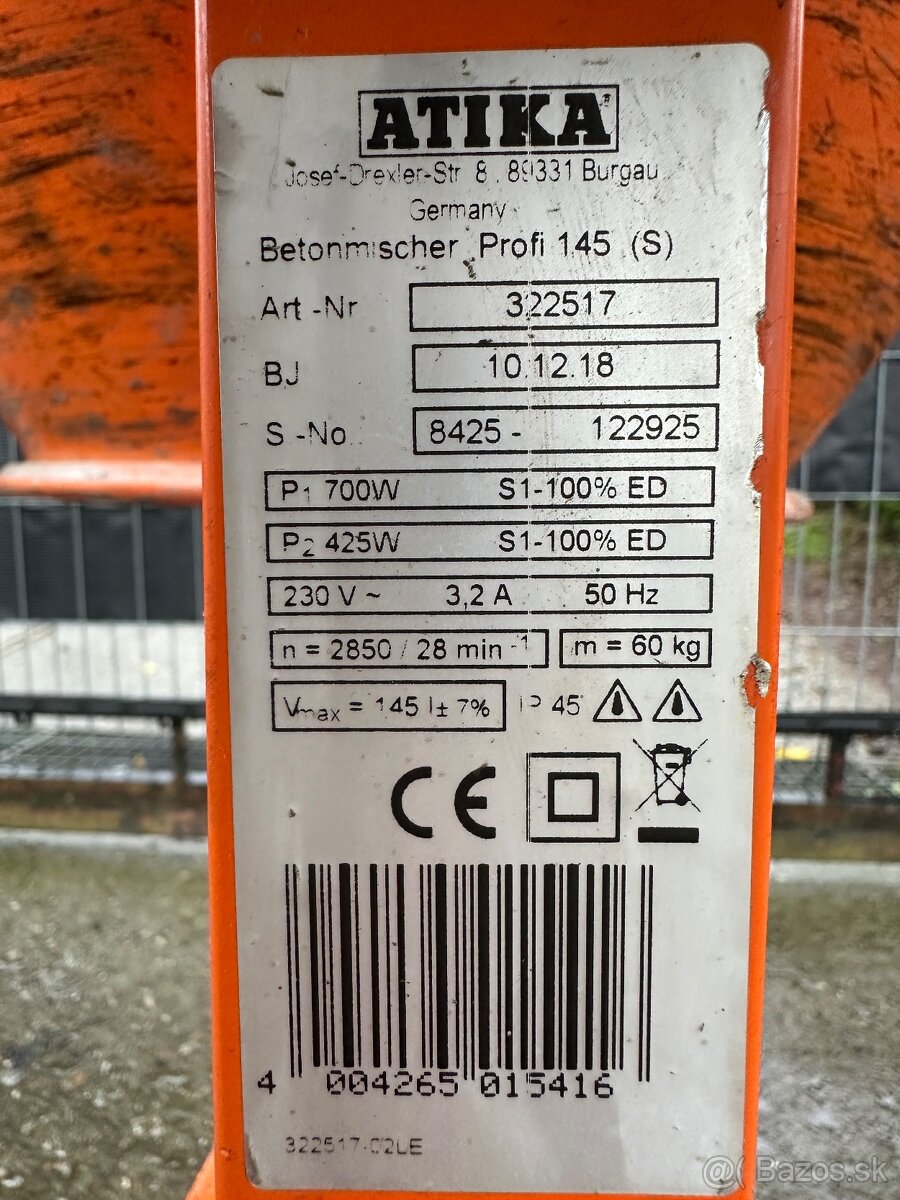 ATIKA®
Josef-Drexler-Str 8 . 89331 Burgau
Germany
Betonmischer Profi 145 (S)
Art -Nr 322517
BJ 10.12.18
S -No. 8425 - 122925
P1 700W S1-100% ED
P2 425W S1-100% ED
230 V ~ 3,2 A 50 Hz
n = 2850 / 28 min -1 m = 60 kg
Vmax = 145 l ± 7% IP 45
CE
4 004265 015416
322517-02LE
@( Bazos.sk